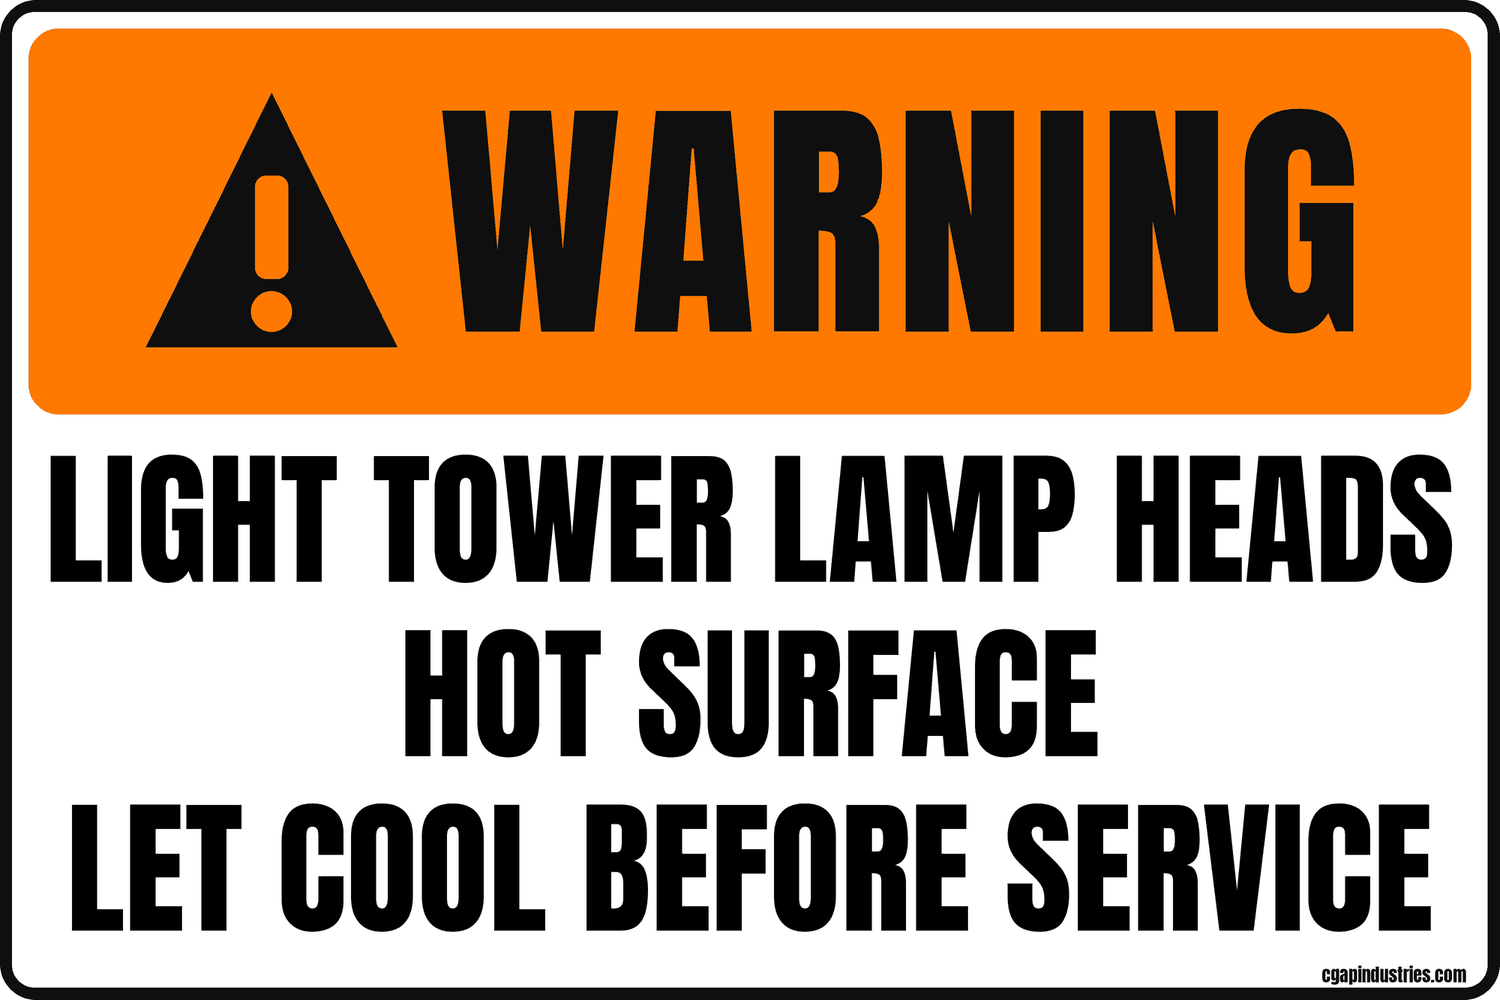 WARNING
LIGHT TOWER LAMP HEADS
HOT SURFACE
LET COOL BEFORE SERVICE
cgapindustries.com